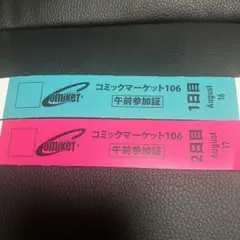 Comiket
コミックマーケット106
午前参加証
1日目
August
16
Comiket
コミックマーケット106
午前参加証
2日目
August
17